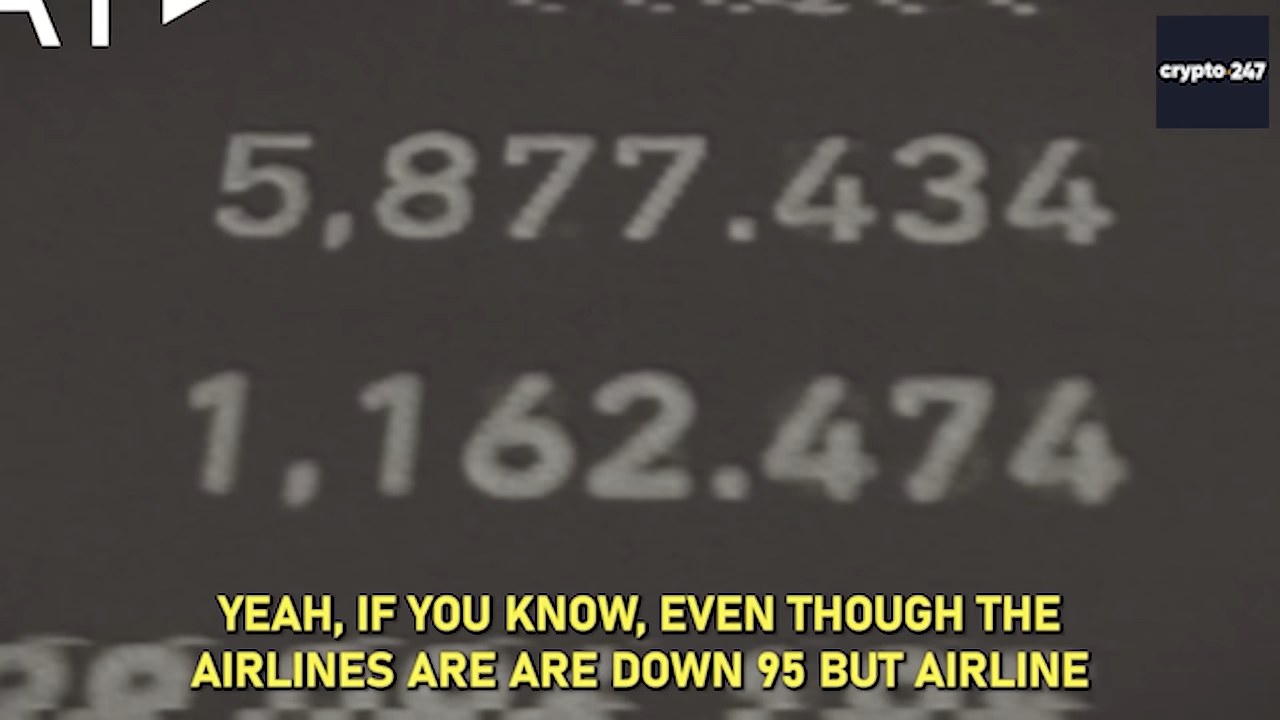 crypto 247
5,877.434
1,162.474
YEAH, IF YOU KNOW, EVEN THOUGH THE
AIRLINES ARE ARE DOWN 95 BUT AIRLINE